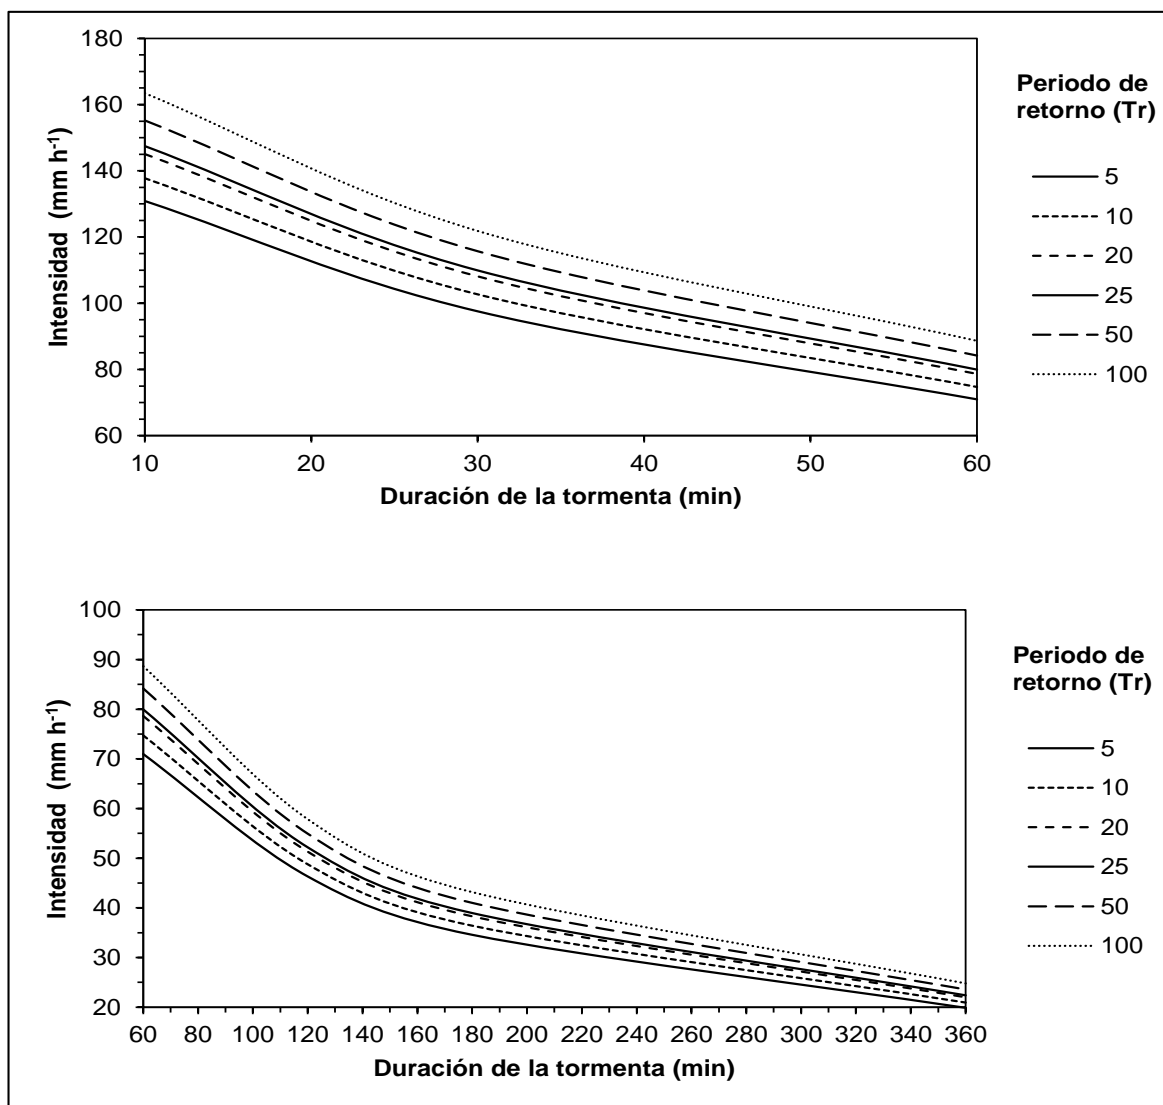 180
160
140
120
100
80
60
Intensidad (mm h⁻¹)
10 20 30 40 50 60
Duración de la tormenta (min)
Periodo de
retorno (Tr)
5
10
20
25
50
100
100
90
80
70
60
50
40
30
20
Intensidad (mm h⁻¹)
60 80 100 120 140 160 180 200 220 240 260 280 300 320 340 360
Duración de la tormenta (min)
Periodo de
retorno (Tr)
5
10
20
25
50
100